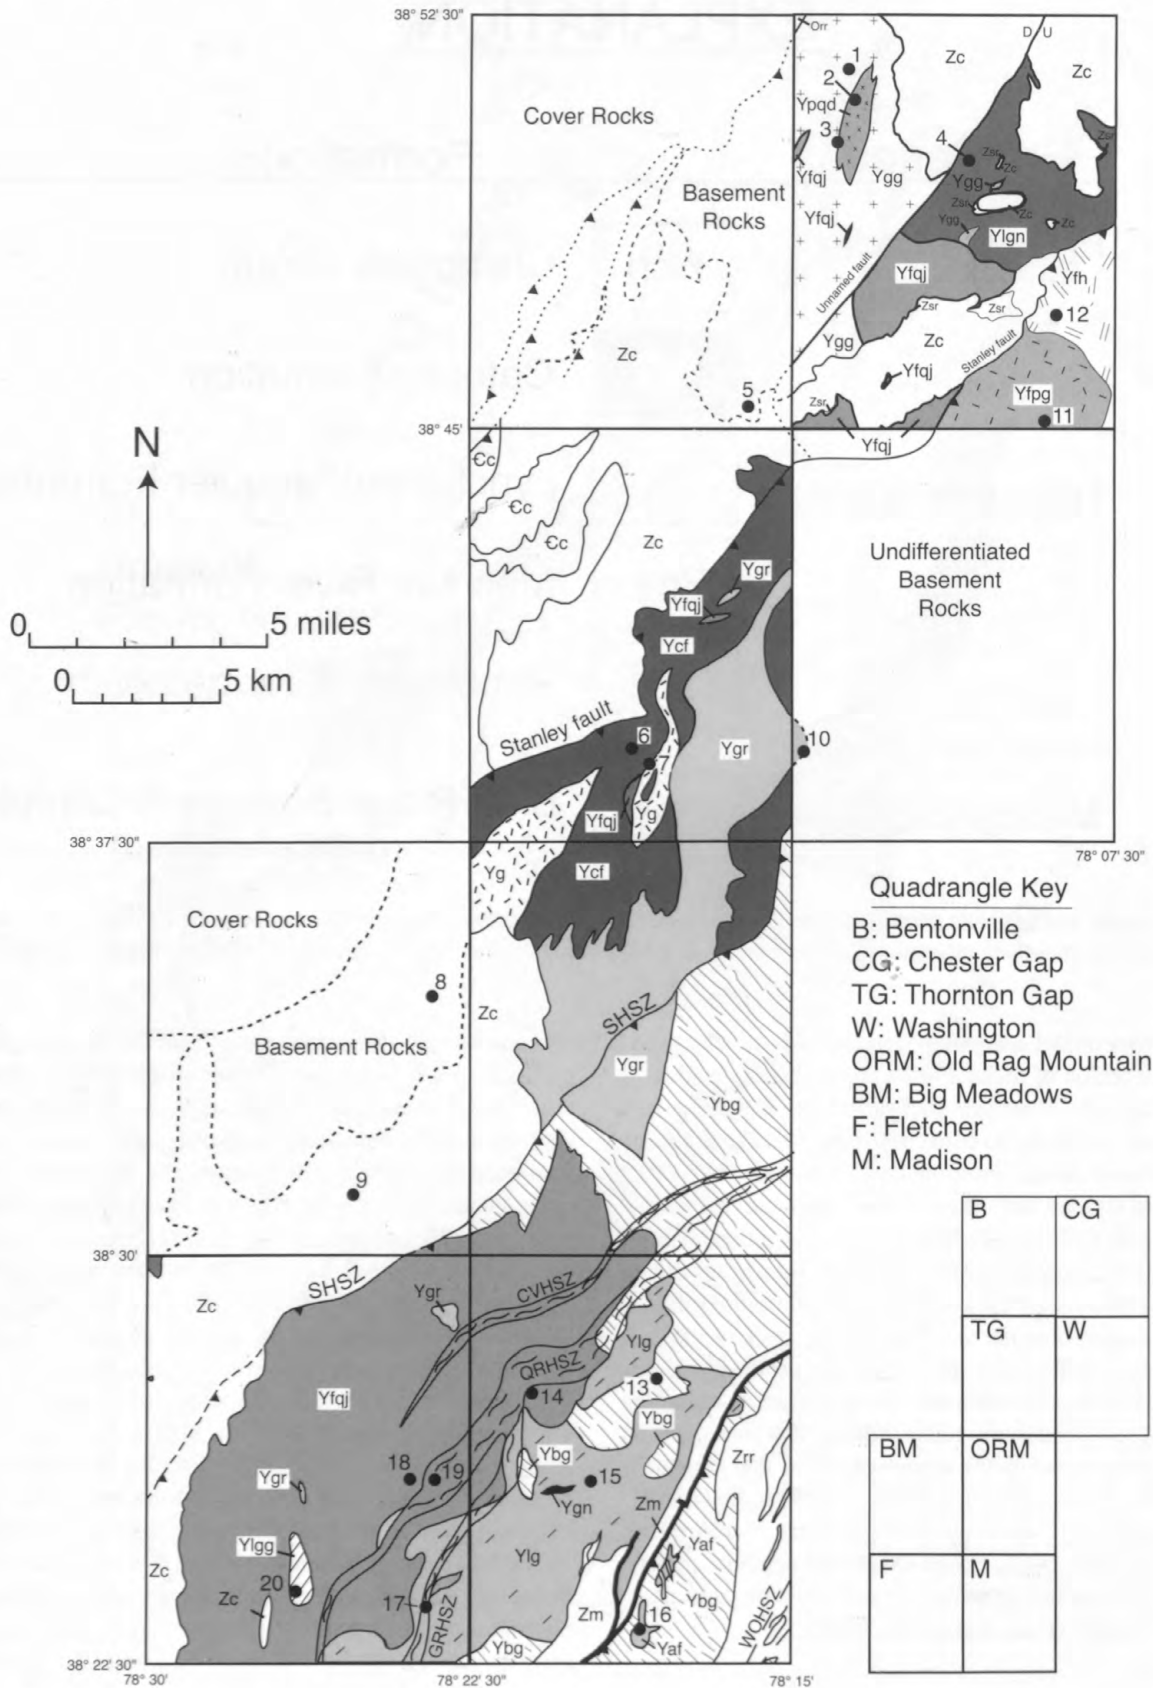 38° 52' 30"
Orr
D U
1
Zc
Zc
2
Ypqd
Cover Rocks
3
4
Zsr
Zsr
Zc
Yfqj
Ygg
Ygg
Basement
Rocks
Zsr
Zc
Zc
Yfqj
Ygg
Ylgn
Yfqj
Yfh
Unnamed fault
Zsr
Zsr
12
Zc
Ygg
Zc
Stanley fault
Yfqj
5
Yfpg
Zsr
11
38° 45'
Yfqj
N
Єc
Єc
Єc
Zc
Undifferentiated
Basement
Rocks
Ygr
Yfqj
0 5 miles
Ycf
0 5 km
Stanley fault
6
10
Ygr
7
Yfqj
Yg
38° 37' 30"
78° 07' 30"
Yg
Ycf
Quadrangle Key
B: Bentonville
CG: Chester Gap
TG: Thornton Gap
W: Washington
ORM: Old Rag Mountain
BM: Big Meadows
F: Fletcher
M: Madison
Cover Rocks
8
Zc
SHSZ
Basement Rocks
Ygr
Ybg
9
B
CG
TG
W
BM
ORM
F
M
38° 30'
SHSZ
Zc
Ygr
CVHSZ
Ylg
QRHSZ
13
14
Yfqj
Ybg
Zrr
Ybg
18
19
15
Ygr
Ygn
Zm
Ylgg
Ylg
Yaf
Zc
20
Zc
17
GRHSZ
Zm
16
Ybg
WOHSZ
Ybg
Yaf
38° 22' 30"
78° 30'
78° 22' 30"
78° 15'